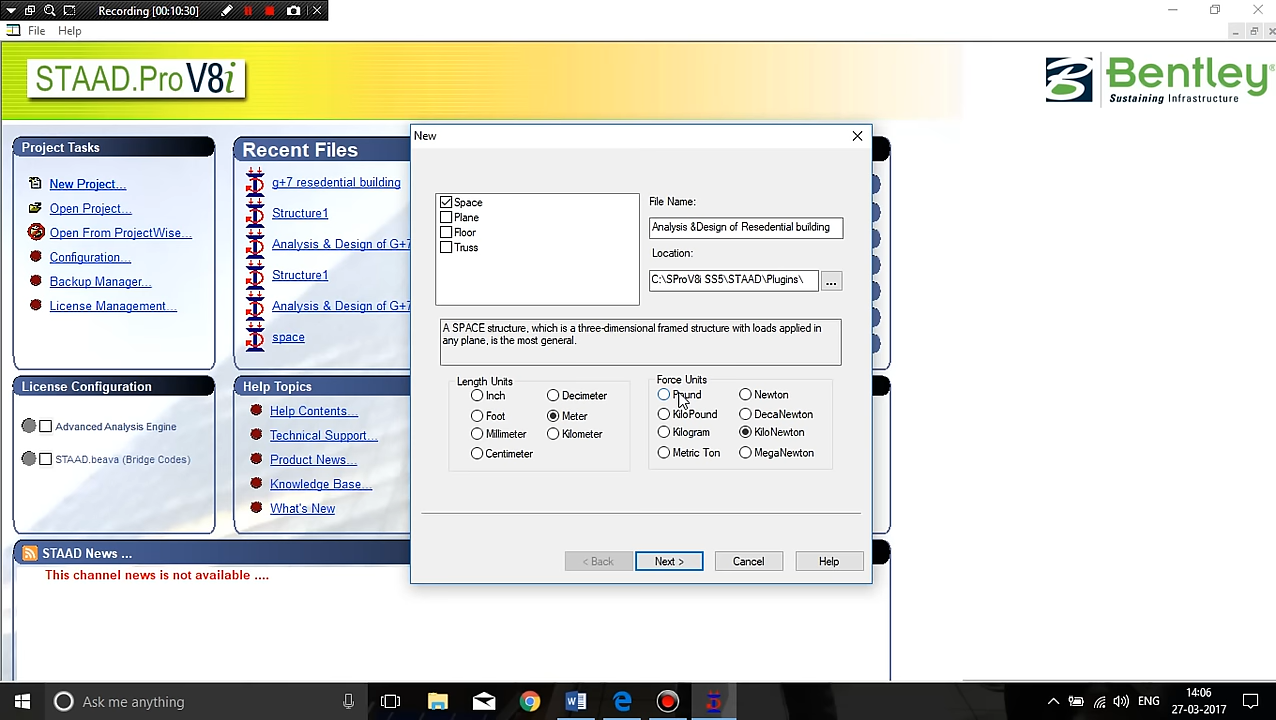 Recording [00:10:30]
File Help
STAAD.Pro V8i
Bentley®
Sustaining Infrastructure
Project Tasks
New Project...
Open Project...
Open From ProjectWise...
Configuration...
Backup Manager...
License Management...
Recent Files
g+7 resedential building
Structure1
Analysis & Design of G+7
Structure1
Analysis & Design of G+7
space
License Configuration
Advanced Analysis Engine
STAAD.beava (Bridge Codes)
Help Topics
Help Contents...
Technical Support...
Product News...
Knowledge Base...
What's New
STAAD News ...
This channel news is not available ....
New
Space
Plane
Floor
Truss
File Name:
Analysis &Design of Resedential building
Location:
C:\SProV8i SS5\STAAD\Plugins\
...
A SPACE structure, which is a three-dimensional framed structure with loads applied in
any plane, is the most general.
Length Units
Inch Decimeter
Foot Meter
Millimeter Kilometer
Centimeter
Force Units
Pound Newton
KiloPound DecaNewton
Kilogram KiloNewton
Metric Ton MegaNewton
< Back Next > Cancel Help
Ask me anything
ENG
14:06
27-03-2017